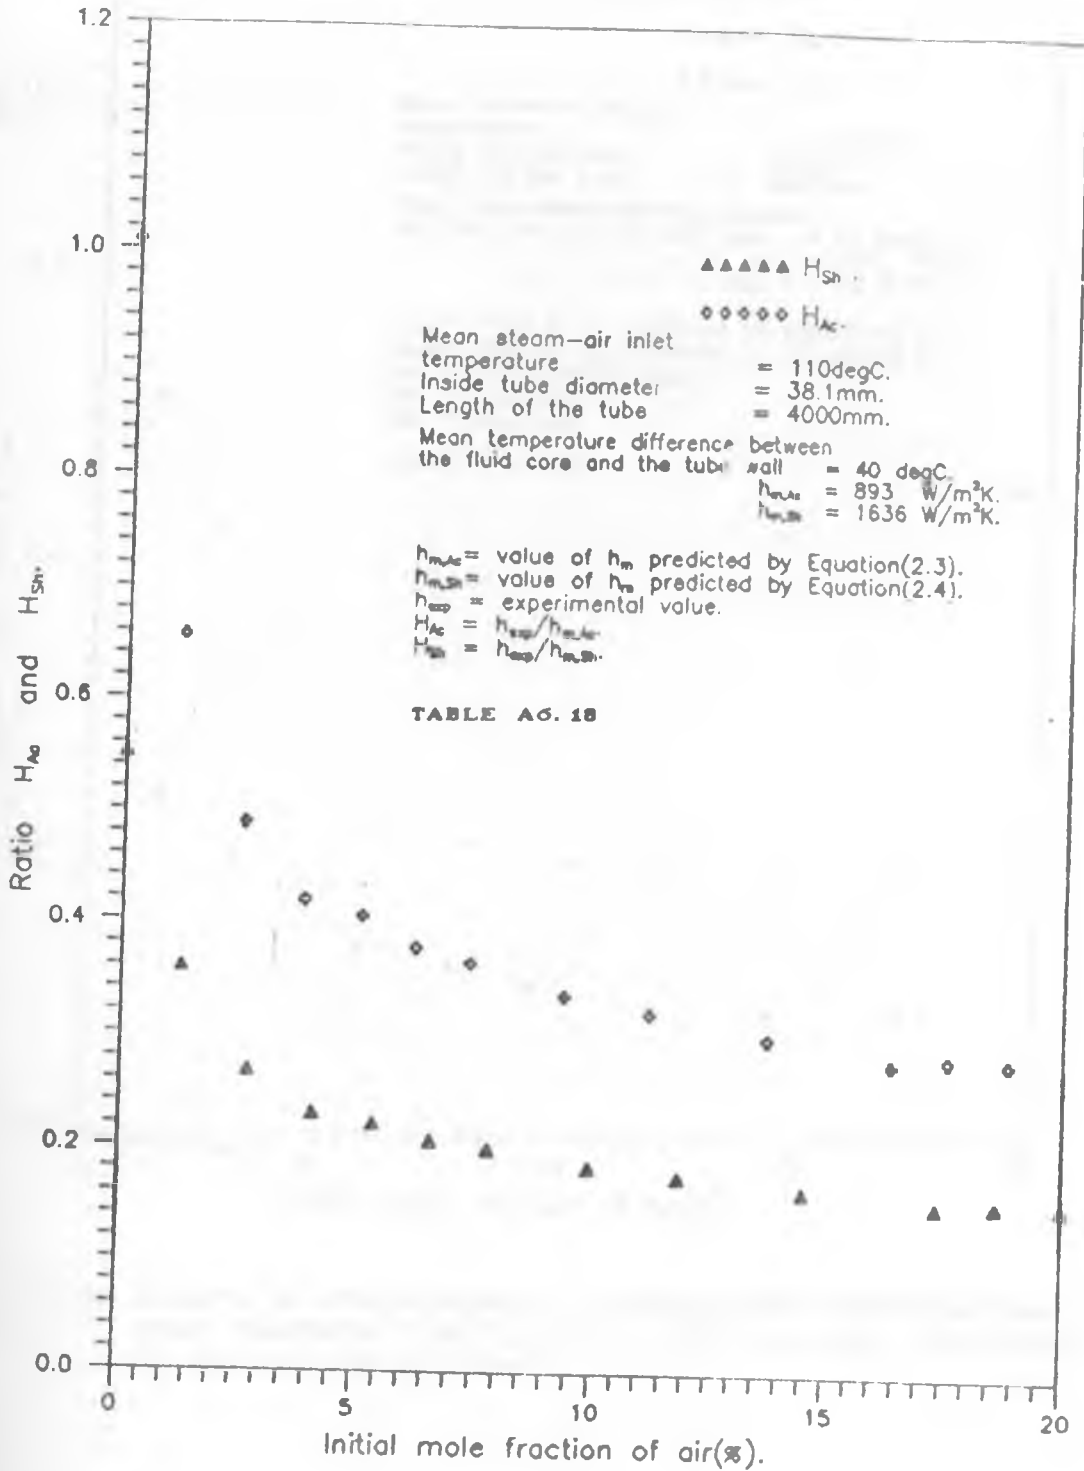 1.2
1.0
0.8
0.6
0.4
0.2
0.0
Ratio H_Ac and H_Sh.
▲▲▲▲▲ H_Sh.
◇◇◇◇◇ H_Ac.
Mean steam-air inlet
temperature = 110degC.
Inside tube diameter = 38.1mm.
Length of the tube = 4000mm.
Mean temperature difference between
the fluid core and the tube wall = 40 degC.
h_m,Ac = 893 W/m²K.
h_m,Sh = 1636 W/m²K.
h_m,Ac = value of h_m predicted by Equation(2.3).
h_m,Sh = value of h_m predicted by Equation(2.4).
h_exp = experimental value.
H_Ac = h_exp/h_m,Ac.
H_Sh = h_exp/h_m,Sh.
TABLE A6.18
0 5 10 15 20
Initial mole fraction of air(%).